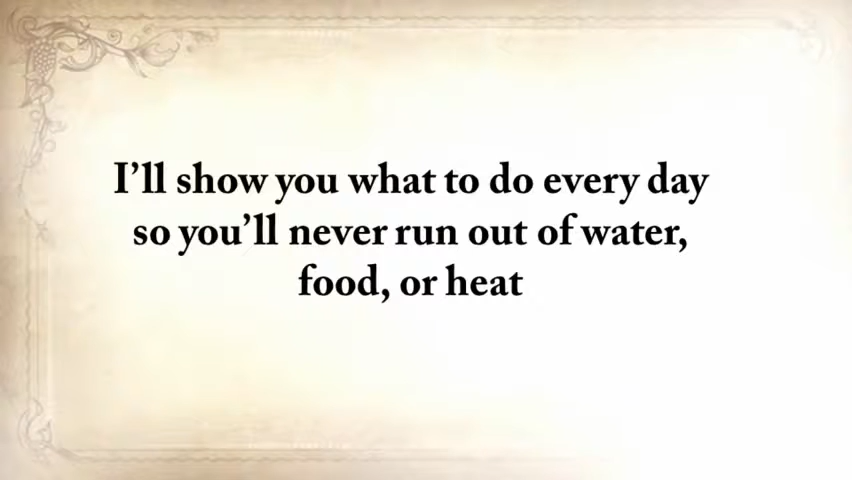 I’ll show you what to do every day
so you’ll never run out of water,
food, or heat